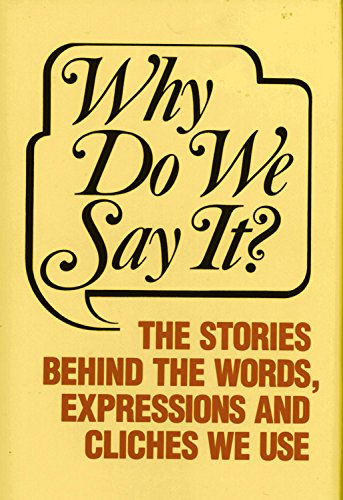 Why
Do We
Say It?
THE STORIES
BEHIND THE WORDS,
EXPRESSIONS AND
CLICHES WE USE